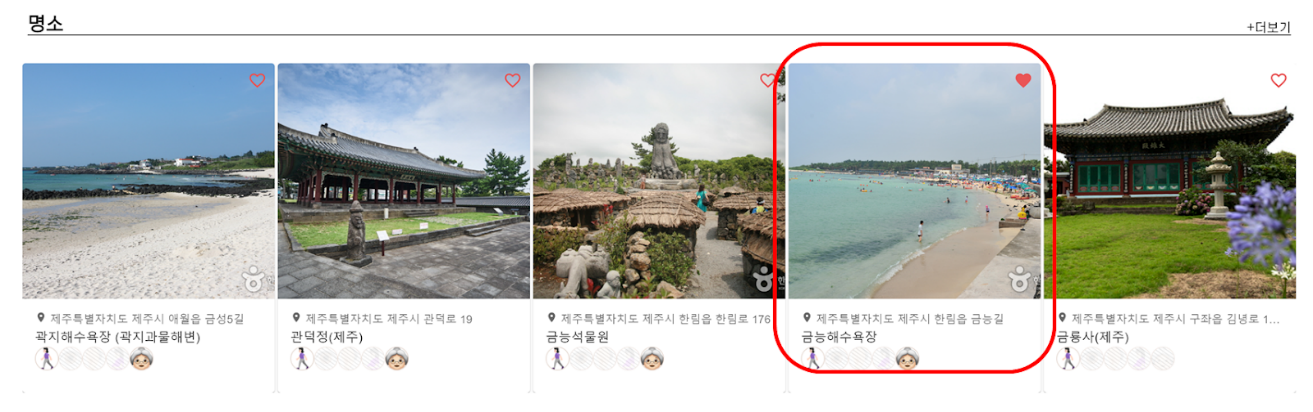 명소
+더보기
제주특별자치도 제주시 애월읍 금성5길
곽지해수욕장 (곽지과물해변)
제주특별자치도 제주시 관덕로 19
관덕정(제주)
제주특별자치도 제주시 한림읍 한림로 176
금능석물원
제주특별자치도 제주시 한림읍 금능길
금능해수욕장
제주특별자치도 제주시 구좌읍 김녕로 1...
금룡사(제주)